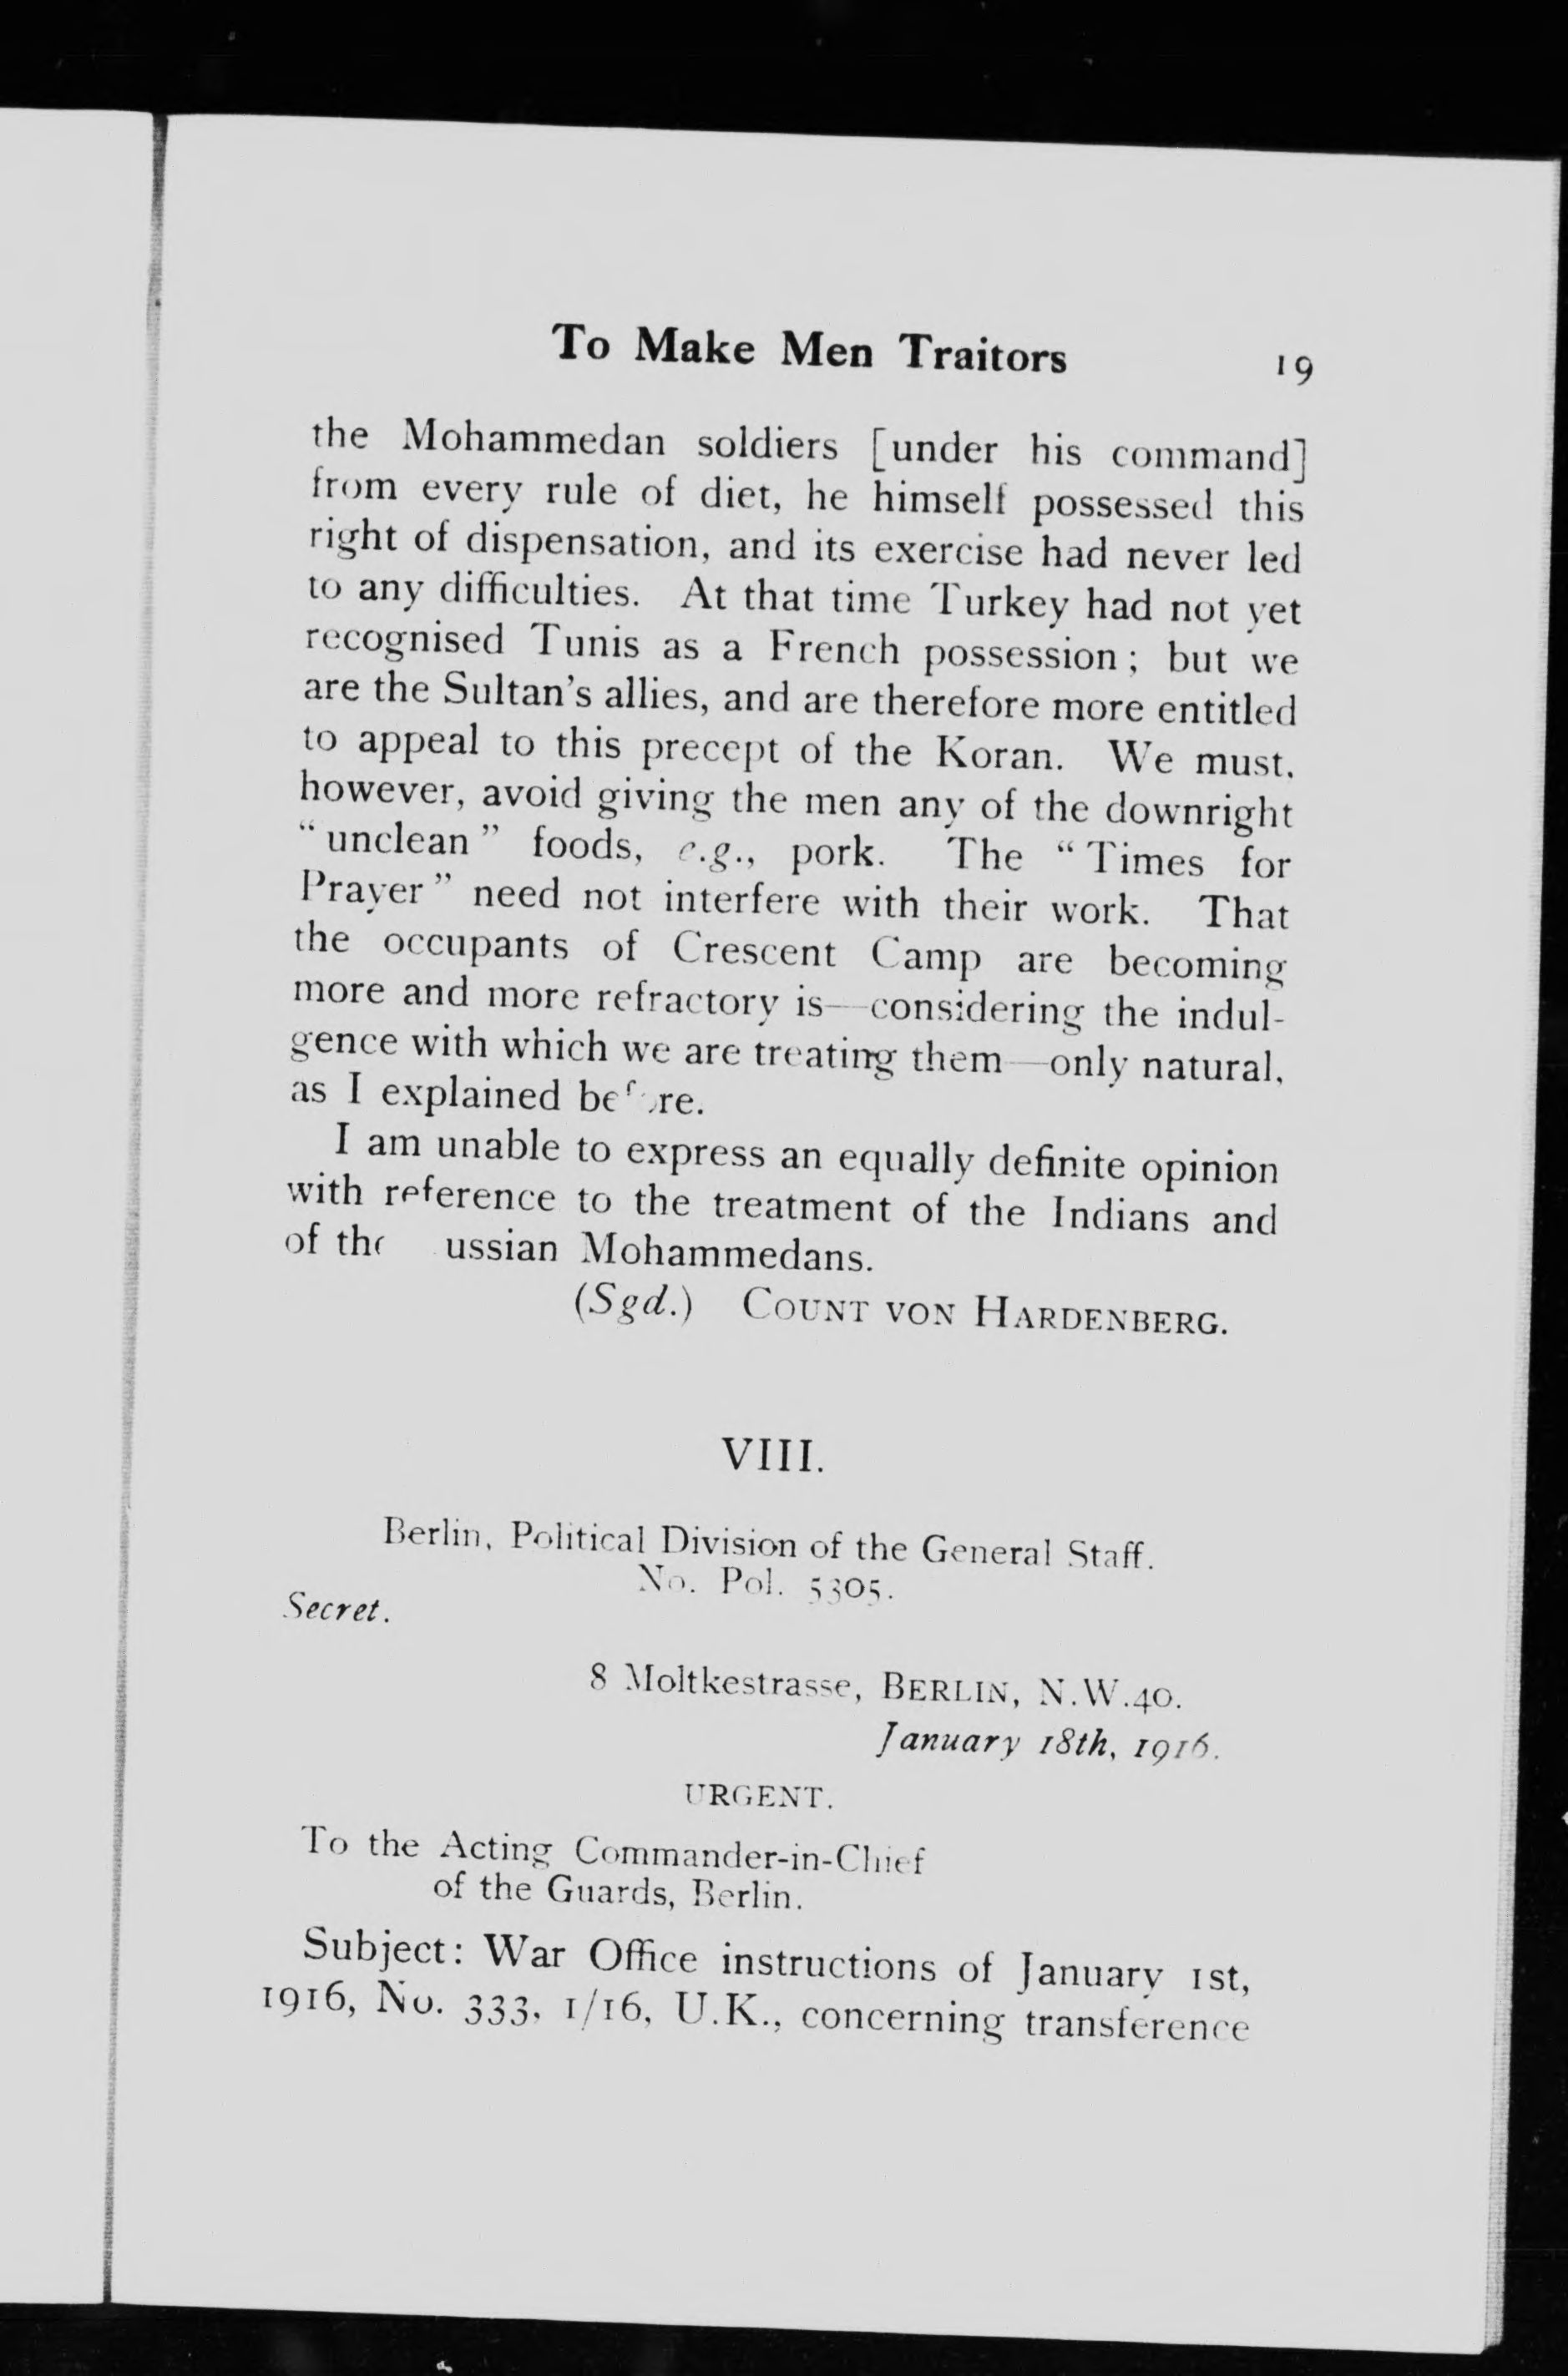 To Make Men Traitors 19
the Mohammedan soldiers [under his command]
from every rule of diet, he himself possessed this
right of dispensation, and its exercise had never led
to any difficulties. At that time Turkey had not yet
recognised Tunis as a French possession; but we
are the Sultan's allies, and are therefore more entitled
to appeal to this precept of the Koran. We must,
however, avoid giving the men any of the downright
"unclean" foods, e.g., pork. The "Times for
Prayer" need not interfere with their work. That
the occupants of Crescent Camp are becoming
more and more refractory is—considering the indul-
gence with which we are treating them—only natural,
as I explained before.
I am unable to express an equally definite opinion
with reference to the treatment of the Indians and
of the ussian Mohammedans.
(Sgd.) COUNT VON HARDENBERG.
VIII.
Berlin, Political Division of the General Staff.
No. Pol. 5305.
Secret.
8 Moltkestrasse, BERLIN, N.W.40.
January 18th, 1916.
URGENT.
To the Acting Commander-in-Chief
of the Guards, Berlin.
Subject: War Office instructions of January 1st,
1916, No. 333, 1/16, U.K., concerning transference